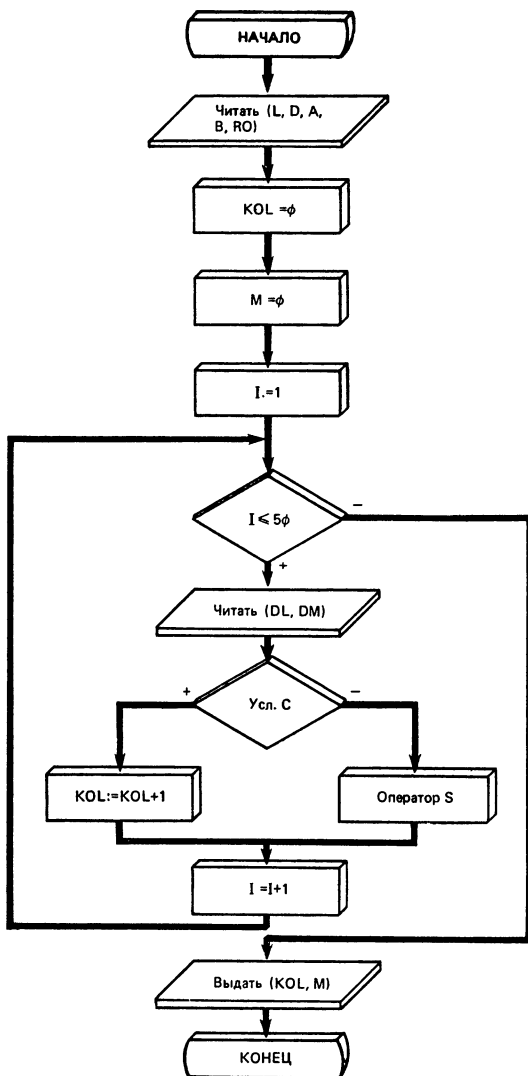 НАЧАЛО
Читать (L, D, A,
B, RO)
KOL =ϕ
M =ϕ
I.=1
I ⩽ 5ϕ
–
+
Читать (DL, DM)
+
Усл. С
–
KOL:=KOL+1
Оператор S
I =I+1
Выдать (KOL, M)
КОНЕЦ